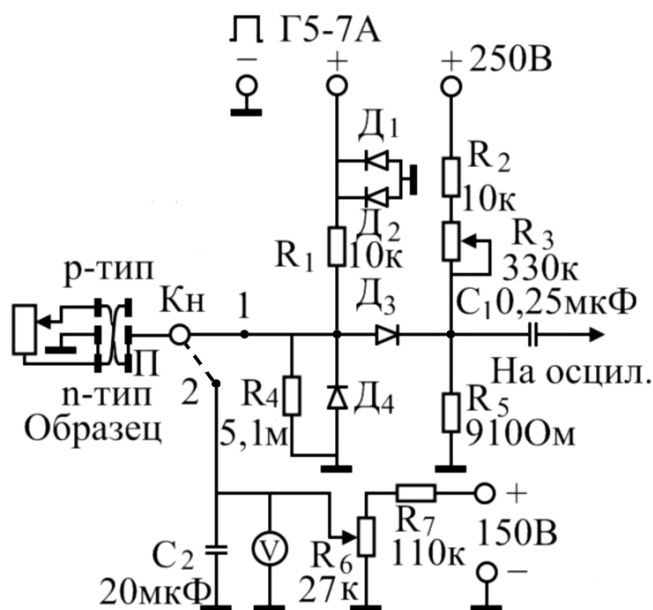 Г5-7А
− +
+ 250В
Д1
Д2
R2
10к
R1 10к
R3
330к
р-тип
Кн
1
Д3
С1 0,25мкФ
П
n-тип
2
Образец
R4
5,1м
Д4
На осцил.
R5
910Ом
+
R7
110к
150В
−
С2
20мкФ
V
R6
27к